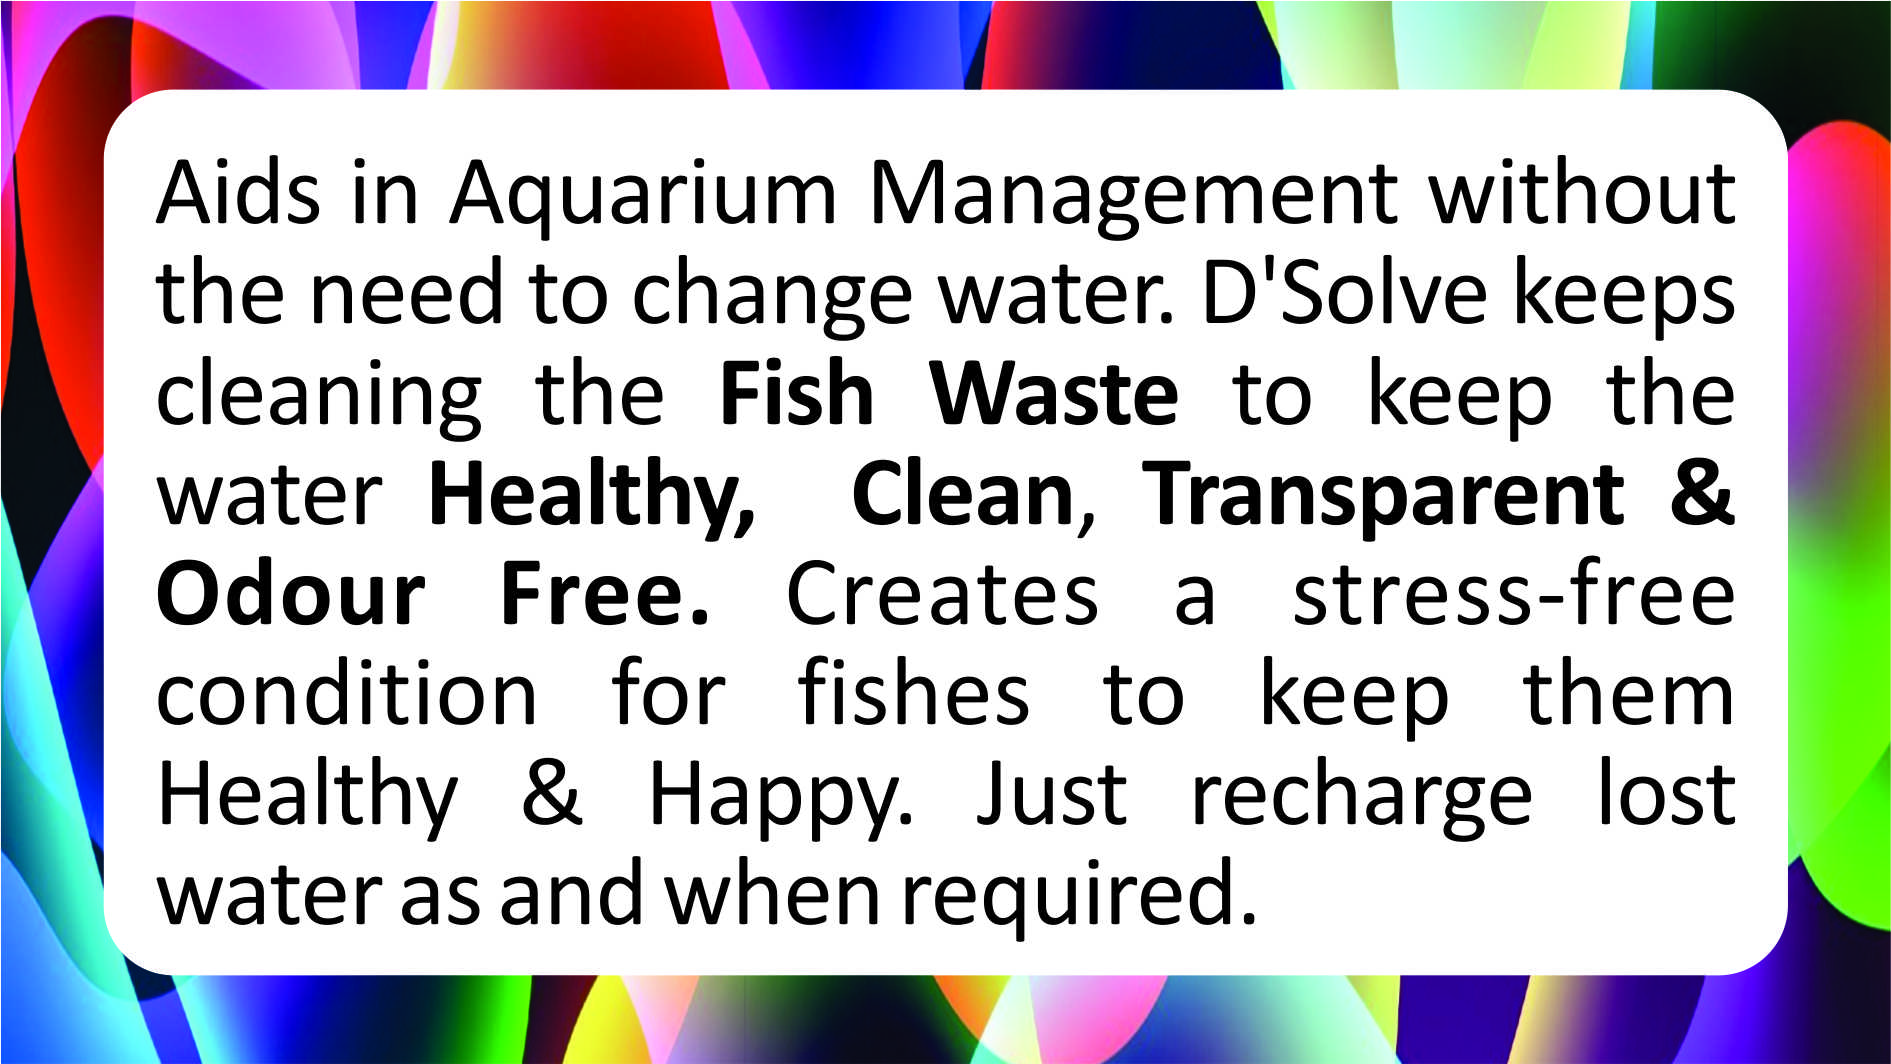 Aids in Aquarium Management without
the need to change water. D'Solve keeps
cleaning the Fish Waste to keep the
water Healthy, Clean, Transparent &
Odour Free. Creates a stress-free
condition for fishes to keep them
Healthy & Happy. Just recharge lost
water as and when required.